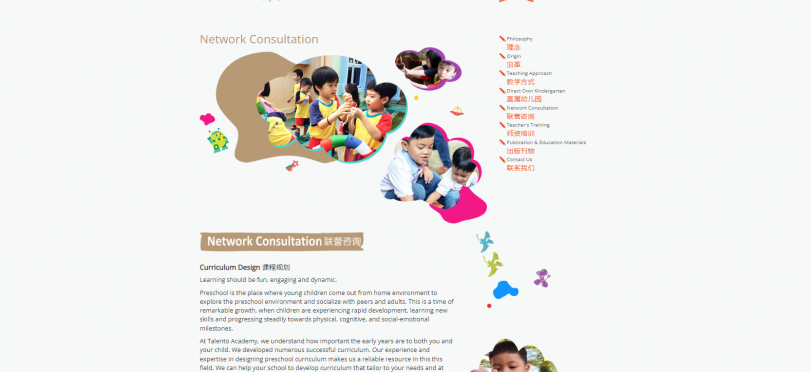 Network Consultation
Philosophy
理念
Origin
沿革
Teaching Approach
教学方式
Direct Own Kindergarten
直属幼儿园
Network Consultation
联营咨询
Teacher's Training
师资培训
Publication & Education Materials
出版刊物
Contact Us
联系我们
Network Consultation 联营咨询
Curriculum Design 课程规划
Learning should be fun, engaging and dynamic.
Preschool is the place where young children come out from home environment to
explore the preschool environment and socialize with peers and adults. This is a time of
remarkable growth, when children are experiencing rapid development, learning new
skills and progressing steadily towards physical, cognitive, and social-emotional
milestones.
At Talento Academy, we understand how important the early years are to both you and
your child. We developed numerous successful curriculum. Our experience and
expertise in designing preschool curriculum makes us a reliable resource in this this
field. We can help your school to develop curriculum that tailor to your needs and at